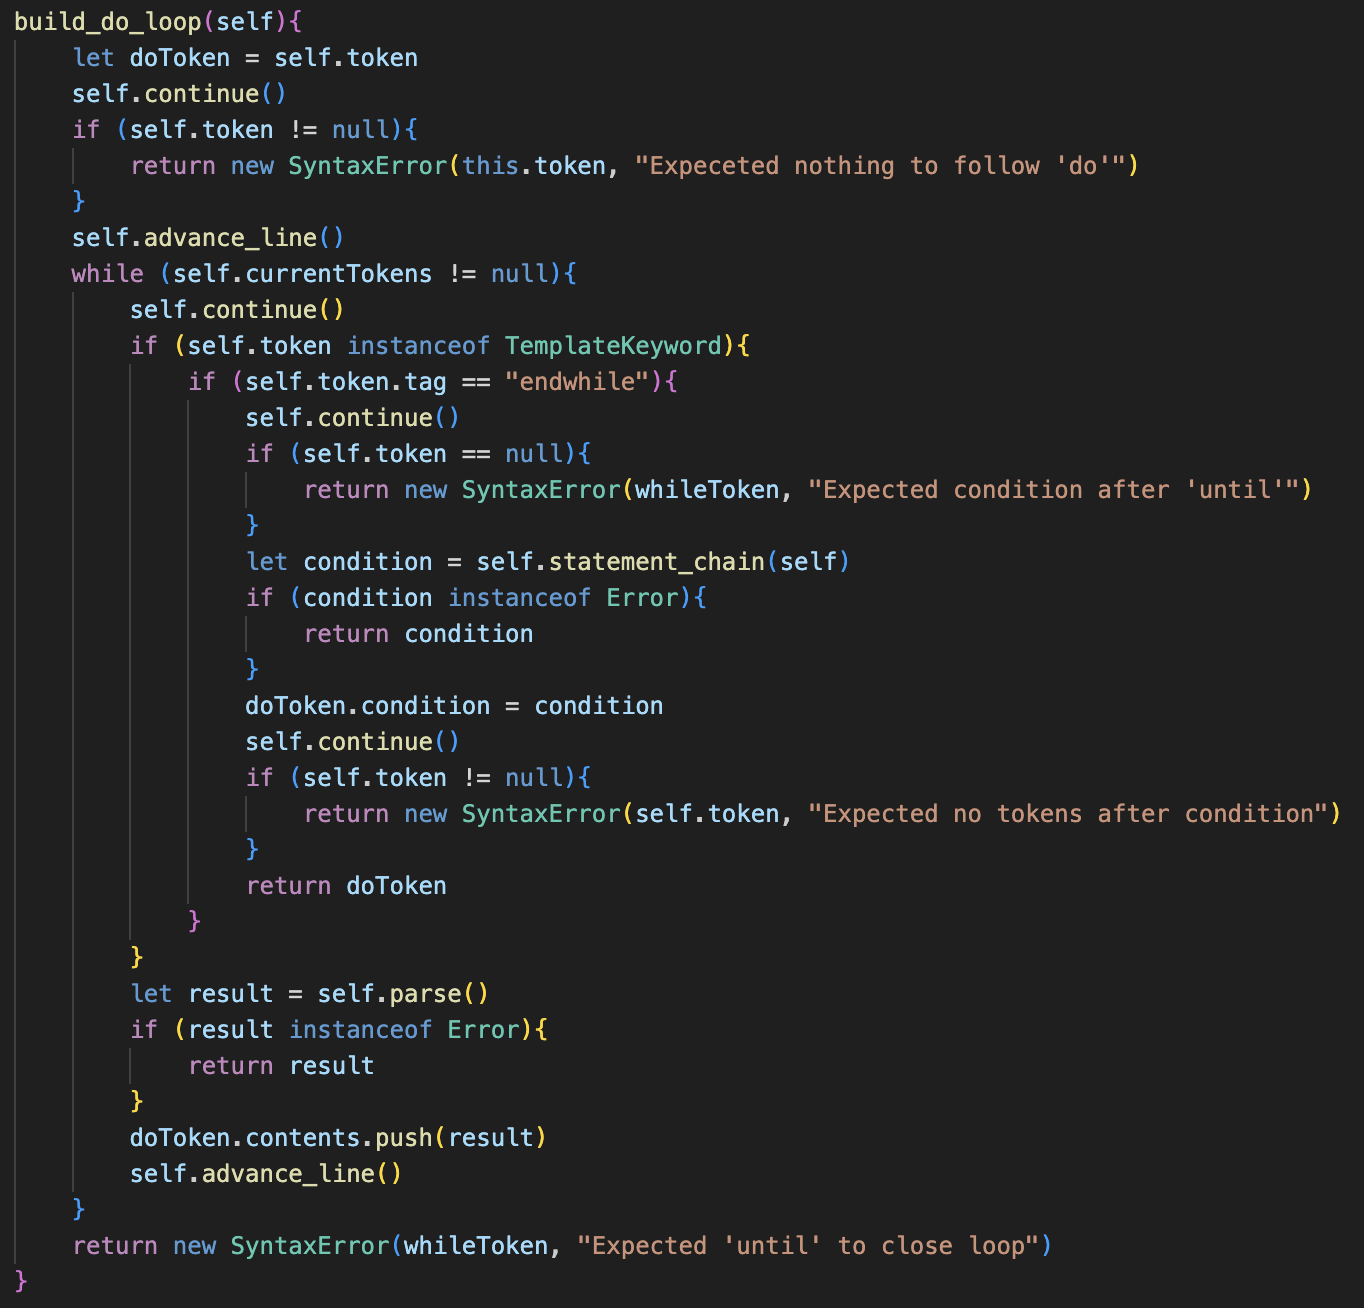 build_do_loop(self){
    let doToken = self.token
    self.continue()
    if (self.token != null){
        return new SyntaxError(this.token, "Expeceted nothing to follow 'do'")
    }
    self.advance_line()
    while (self.currentTokens != null){
        self.continue()
        if (self.token instanceof TemplateKeyword){
            if (self.token.tag == "endwhile"){
                self.continue()
                if (self.token == null){
                    return new SyntaxError(whileToken, "Expected condition after 'until'")
                }
                let condition = self.statement_chain(self)
                if (condition instanceof Error){
                    return condition
                }
                doToken.condition = condition
                self.continue()
                if (self.token != null){
                    return new SyntaxError(self.token, "Expected no tokens after condition")
                }
                return doToken
            }
        }
        let result = self.parse()
        if (result instanceof Error){
            return result
        }
        doToken.contents.push(result)
        self.advance_line()
    }
    return new SyntaxError(whileToken, "Expected 'until' to close loop")
}